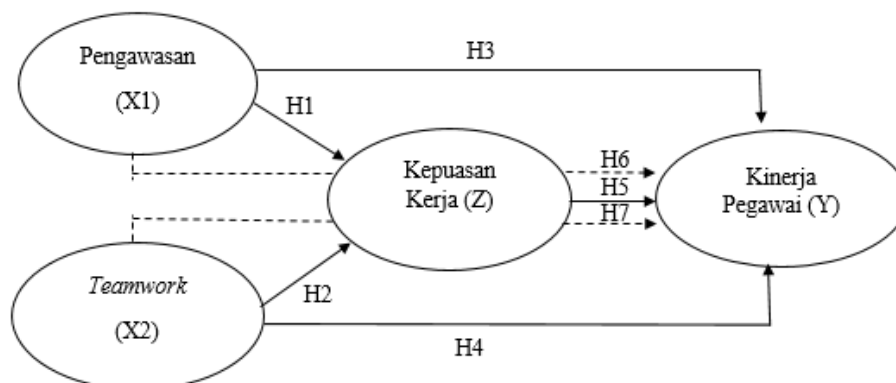 Pengawasan
(X1)
H3
H1
Kepuasan
Kerja (Z)
H6
H5
H7
Kinerja
Pegawai (Y)
Teamwork
(X2)
H2
H4